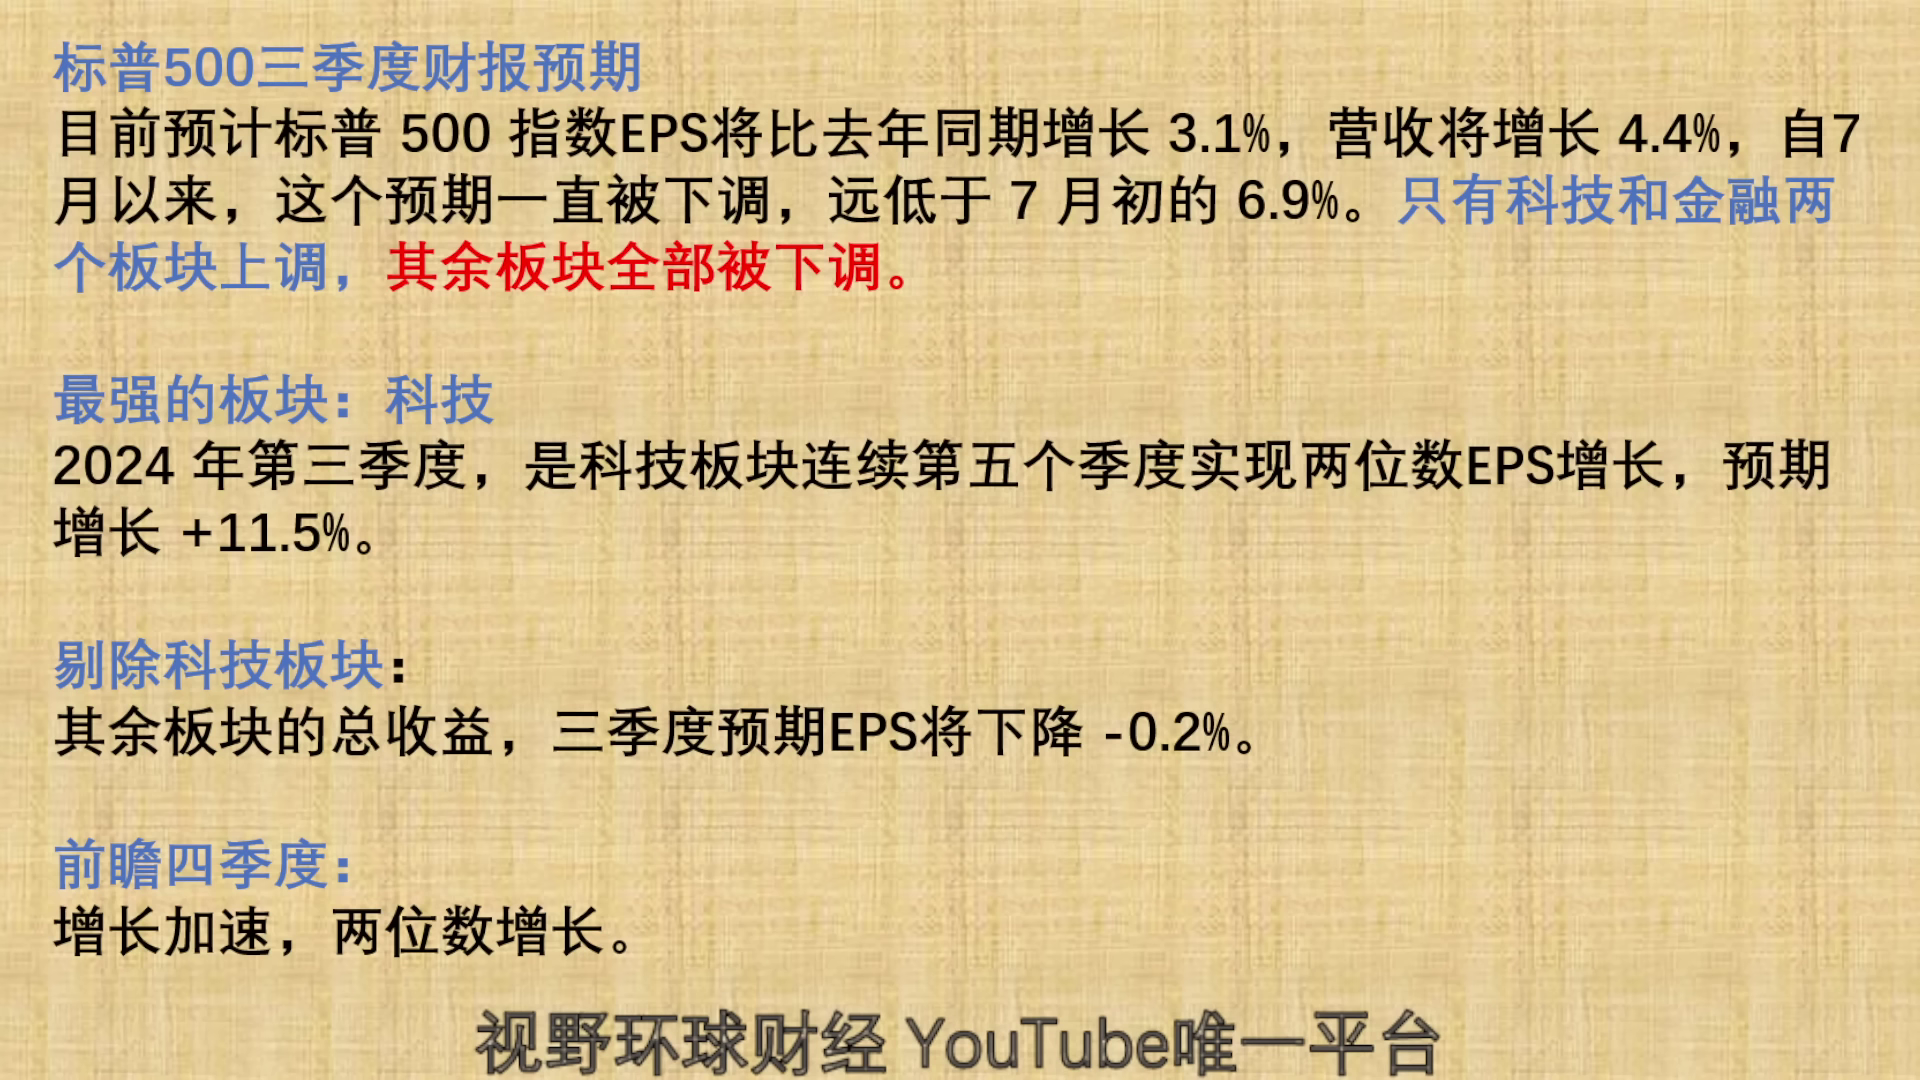 标普500三季度财报预期
目前预计标普 500 指数EPS将比去年同期增长 3.1%，营收将增长 4.4%，自7
月以来，这个预期一直被下调，远低于 7 月初的 6.9%。只有科技和金融两
个板块上调，其余板块全部被下调。
最强的板块：科技
2024 年第三季度，是科技板块连续第五个季度实现两位数EPS增长，预期
增长 +11.5%。
剔除科技板块：
其余板块的总收益，三季度预期EPS将下降 -0.2%。
前瞻四季度：
增长加速，两位数增长。
视野环球财经 YouTube唯一平台